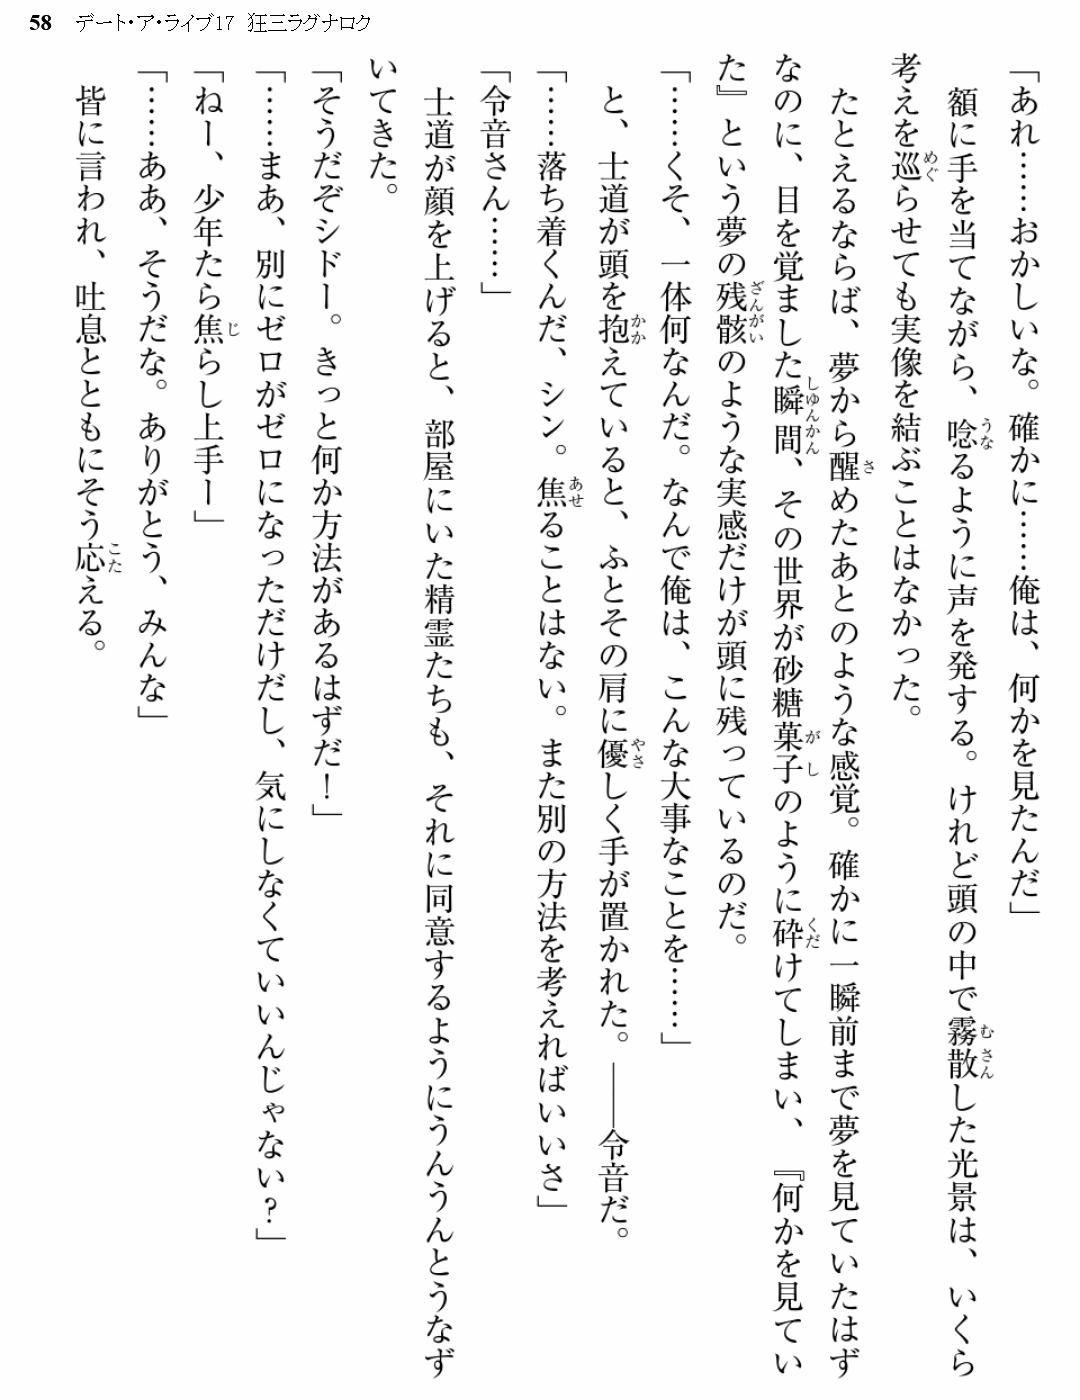 58 デート・ア・ライブ17 狂三ラグナロク
「あれ……おかしいな。確かに……俺は、何かを見たんだ」
　額に手を当てながら、唸るように声を発する。けれど頭の中で霧散した光景は、いくら
考えを巡らせても実像を結ぶことはなかった。
　たとえるならば、夢から醒めたあとのような感覚。確かに一瞬前まで夢を見ていたはず
なのに、目を覚ました瞬間、その世界が砂糖菓子のように砕けてしまい、『何かを見てい
た』という夢の残骸のような実感だけが頭に残っているのだ。
「……くそ、一体何なんだ。なんで俺は、こんな大事なことを……」
　と、士道が頭を抱えていると、ふとその肩に優しく手が置かれた。――令音だ。
「……落ち着くんだ、シン。焦ることはない。また別の方法を考えればいいさ」
「令音さん……」
　士道が顔を上げると、部屋にいた精霊たちも、それに同意するようにうんうんとうなず
いてきた。
「そうだぞシドー。きっと何か方法があるはずだ！」
「……まあ、別にゼロがゼロになっただけだし、気にしなくていいんじゃない？」
「ねー、少年たら焦らし上手ー」
「……ああ、そうだな。ありがとう、みんな」
　皆に言われ、吐息とともにそう応える。